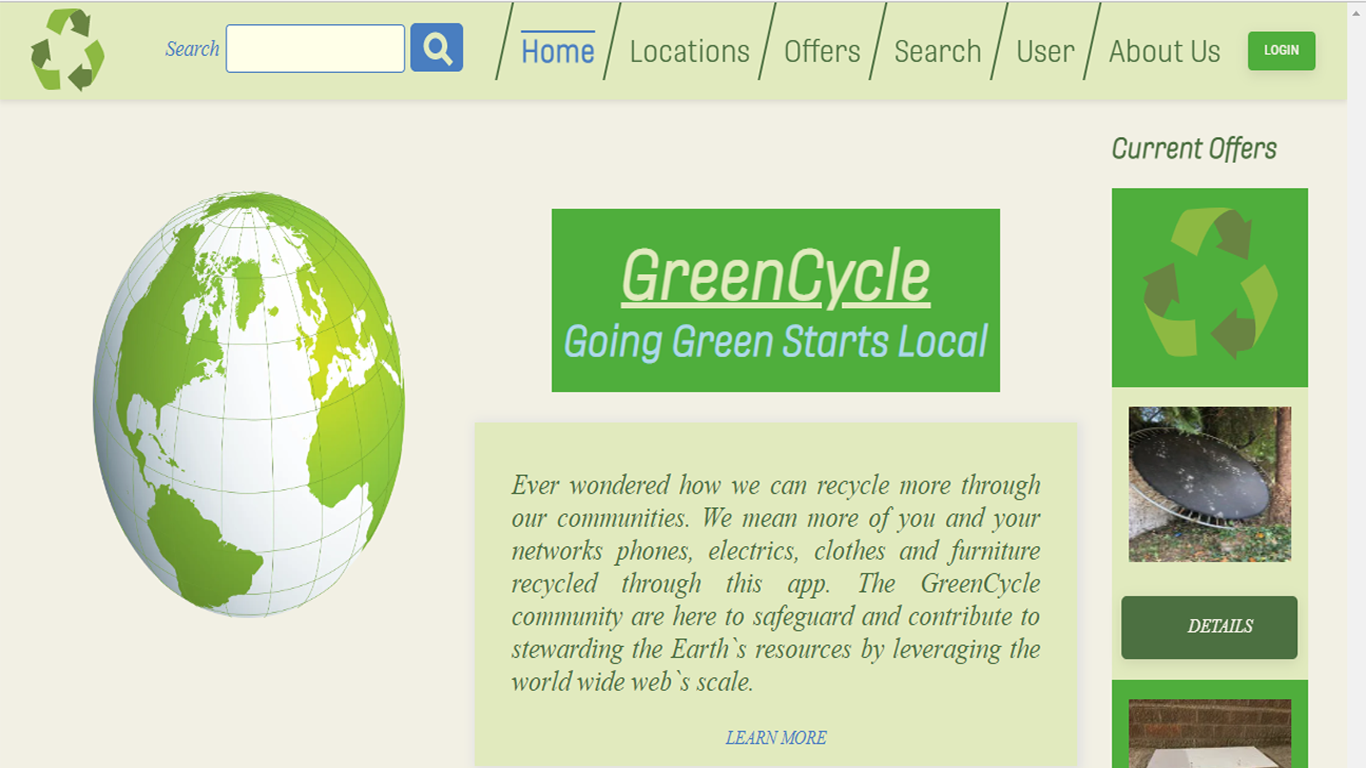 Search
Home
Locations
Offers
Search
User
About Us
LOGIN
GreenCycle
Going Green Starts Local
Ever wondered how we can recycle more through
our communities. We mean more of you and your
networks phones, electrics, clothes and furniture
recycled through this app. The GreenCycle
community are here to safeguard and contribute to
stewarding the Earth`s resources by leveraging the
world wide web`s scale.
LEARN MORE
Current Offers
DETAILS